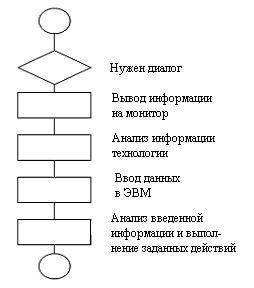 Нужен диалог
Вывод информации
на монитор
Анализ информации
технологии
Ввод данных
в ЭВМ
Анализ введенной
информации и выпол-
нение заданных действий